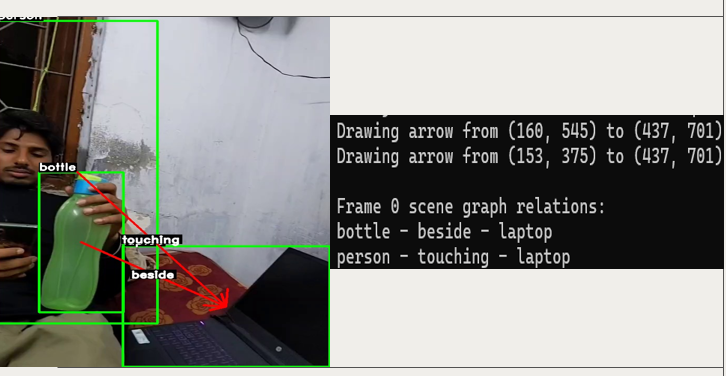 person
bottle
touching
beside
Drawing arrow from (160, 545) to (437, 701)
Drawing arrow from (153, 375) to (437, 701)
Frame 0 scene graph relations:
bottle - beside - laptop
person - touching - laptop